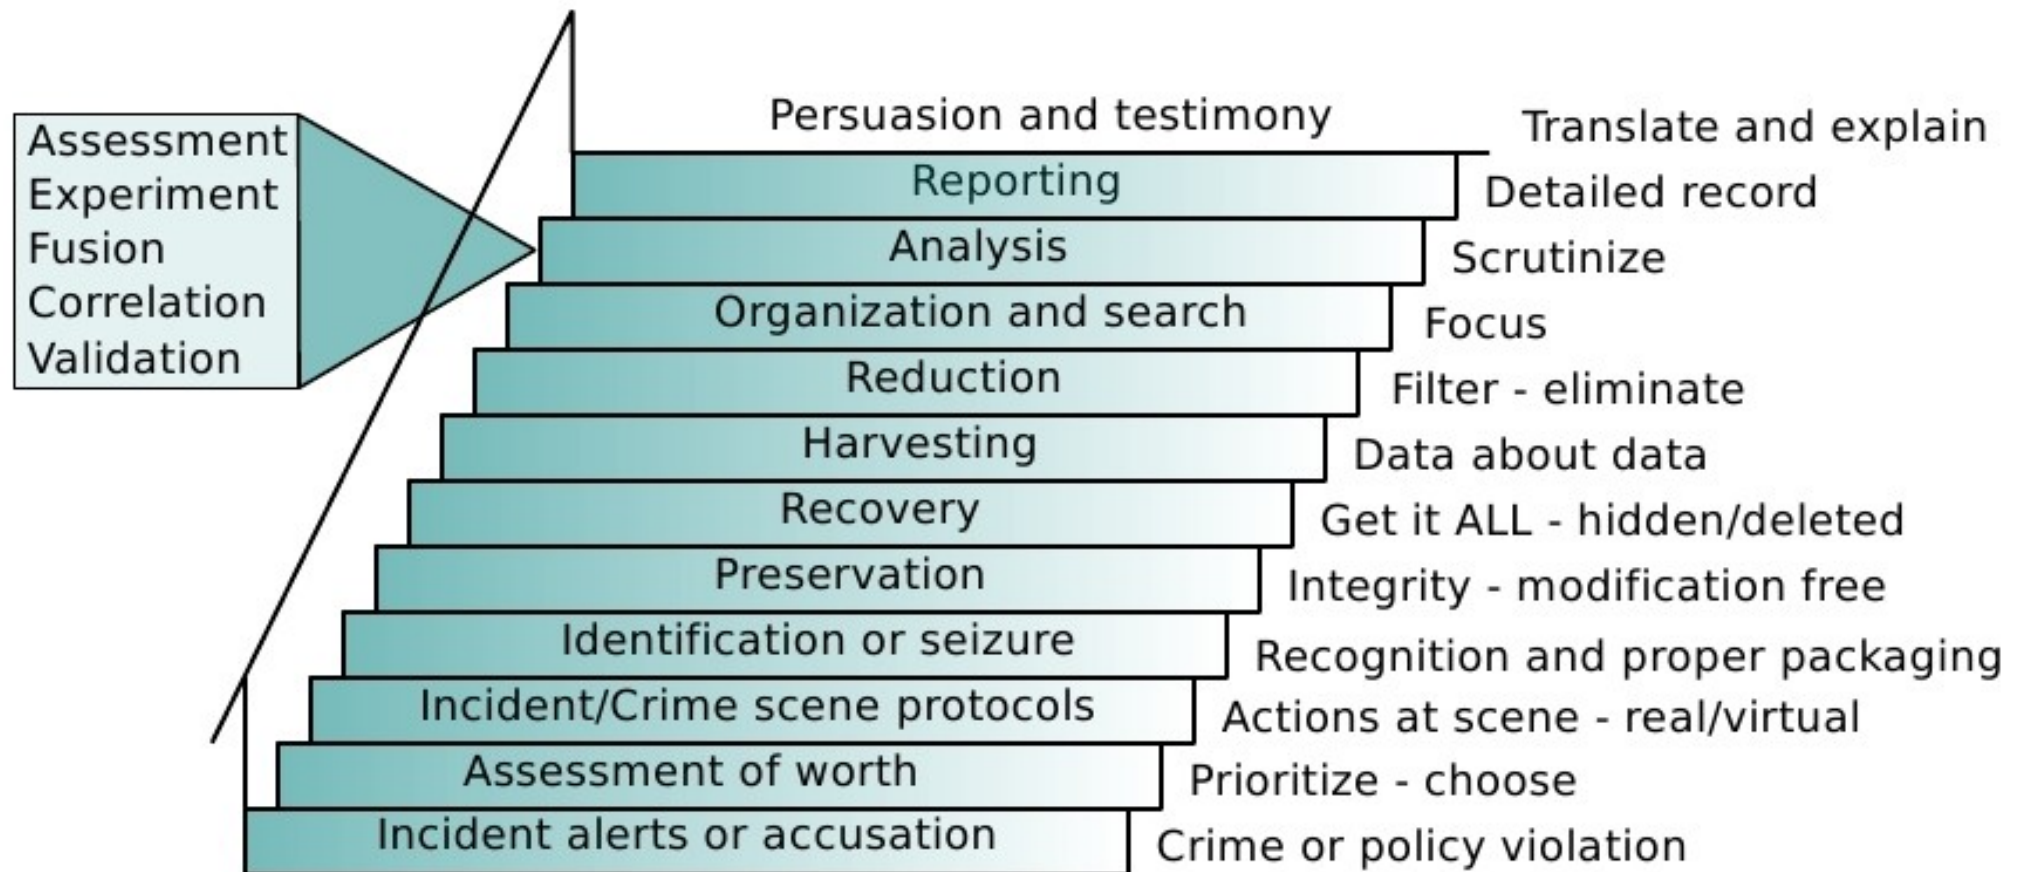 Assessment
Experiment
Fusion
Correlation
Validation
Persuasion and testimony
Translate and explain
Reporting
Detailed record
Analysis
Scrutinize
Organization and search
Focus
Reduction
Filter - eliminate
Harvesting
Data about data
Recovery
Get it ALL - hidden/deleted
Preservation
Integrity - modification free
Identification or seizure
Recognition and proper packaging
Incident/Crime scene protocols
Actions at scene - real/virtual
Assessment of worth
Prioritize - choose
Incident alerts or accusation
Crime or policy violation